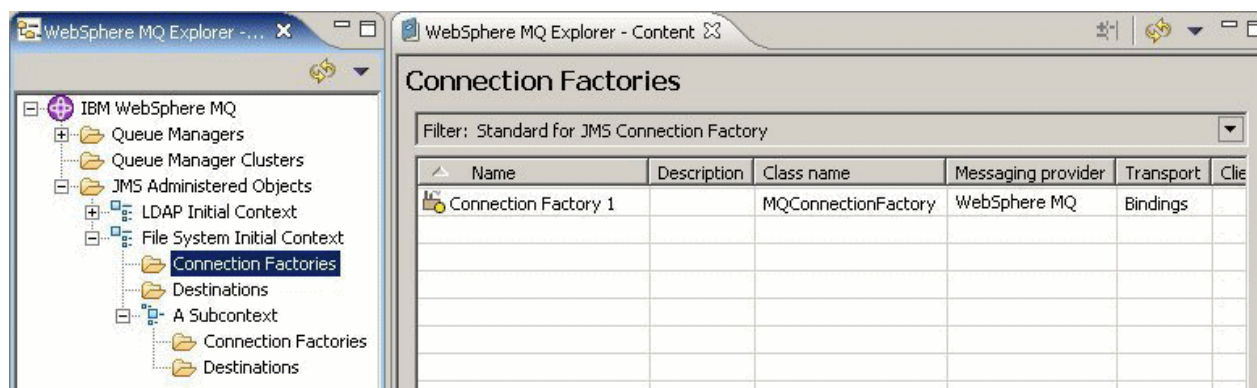 WebSphere MQ Explorer -...
IBM WebSphere MQ
Queue Managers
Queue Manager Clusters
JMS Administered Objects
LDAP Initial Context
File System Initial Context
Connection Factories
Destinations
A Subcontext
Connection Factories
Destinations
WebSphere MQ Explorer - Content
Connection Factories
Filter: Standard for JMS Connection Factory
Name Description Class name Messaging provider Transport Clie
Connection Factory 1 MQConnectionFactory WebSphere MQ Bindings